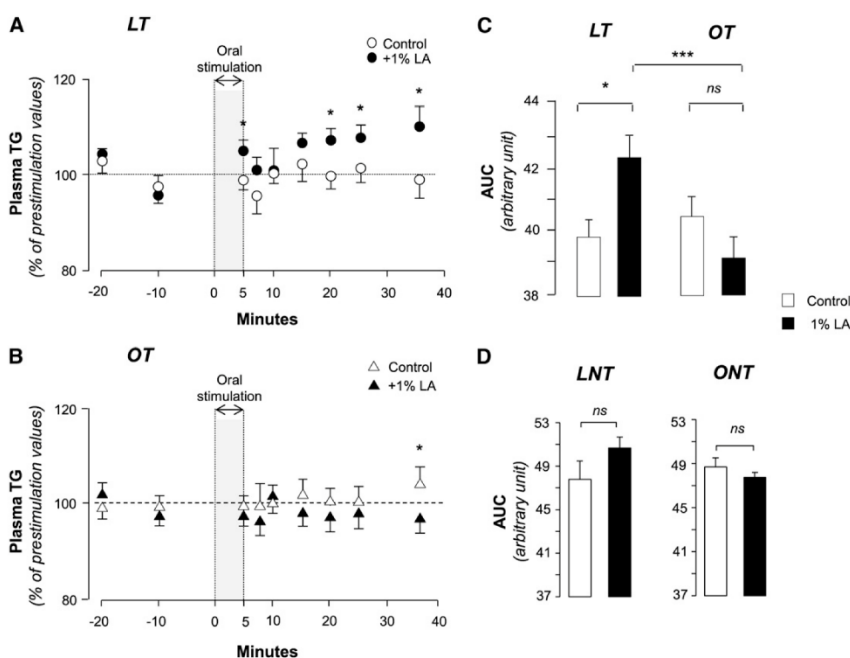 A
LT
Oral
stimulation
Control
+1% LA
120
100
80
*
*
*
*
Plasma TG
(% of prestimulation values)
-20
-10
0
5
10
20
30
40
Minutes
B
OT
Oral
stimulation
Control
+1% LA
120
100
80
*
Plasma TG
(% of prestimulation values)
-20
-10
0
5
10
20
30
40
Minutes
C
LT
OT
***
*
ns
44
42
40
38
AUC
(arbitrary unit)
Control
1% LA
D
LNT
ONT
ns
ns
53
49
45
41
37
53
49
45
41
37
AUC
(arbitrary unit)